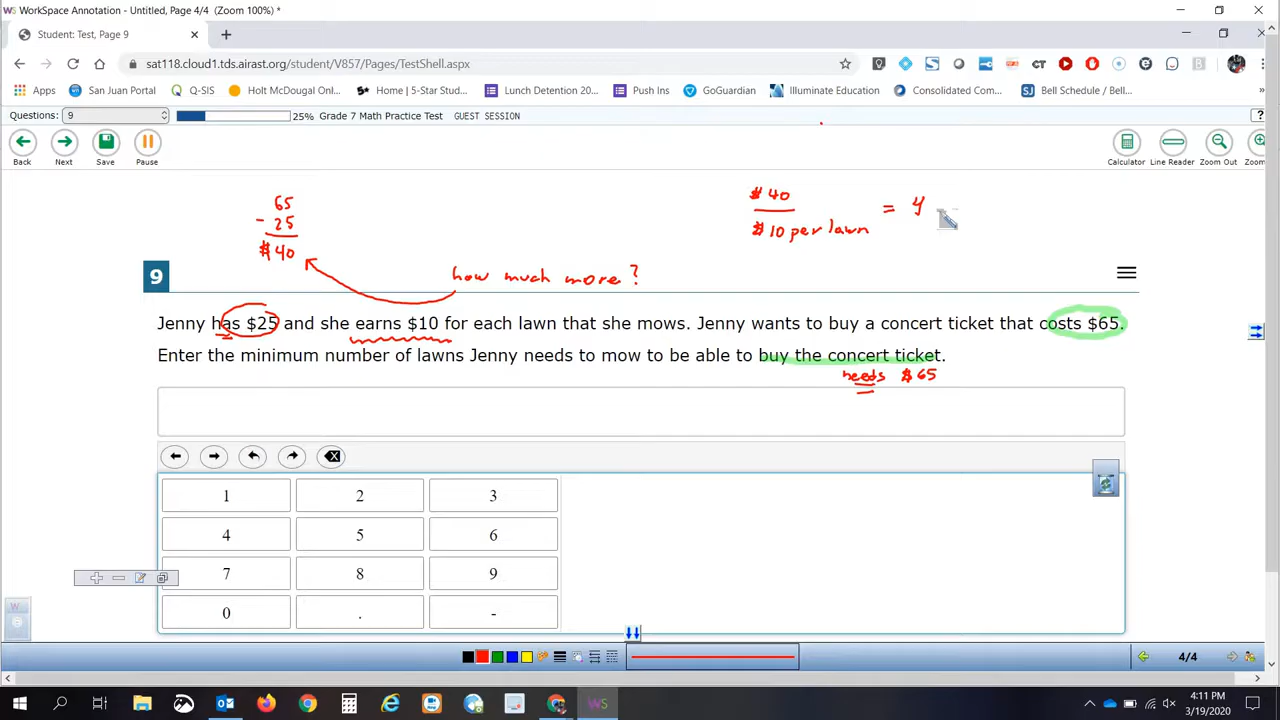 WorkSpace Annotation - Untitled, Page 4/4 (Zoom 100%) *
Student: Test, Page 9
sat118.cloud1.tds.airast.org/student/V857/Pages/TestShell.aspx
Apps San Juan Portal Q-SIS Holt McDougal Onl... Home | 5-Star Stud... Lunch Detention 20... Push Ins GoGuardian Illuminate Education Consolidated Com... Bell Schedule / Bell...
Questions: 9 25% Grade 7 Math Practice Test GUEST SESSION
Back Next Save Pause Calculator Line Reader Zoom Out Zoom
65
- 25
$40
$40
$10 per lawn = 4
how much more?
9
Jenny has $25 and she earns $10 for each lawn that she mows. Jenny wants to buy a concert ticket that costs $65.
Enter the minimum number of lawns Jenny needs to mow to be able to buy the concert ticket.
needs $65
1 2 3
4 5 6
7 8 9
0 . -
4/4
4:11 PM
3/19/2020